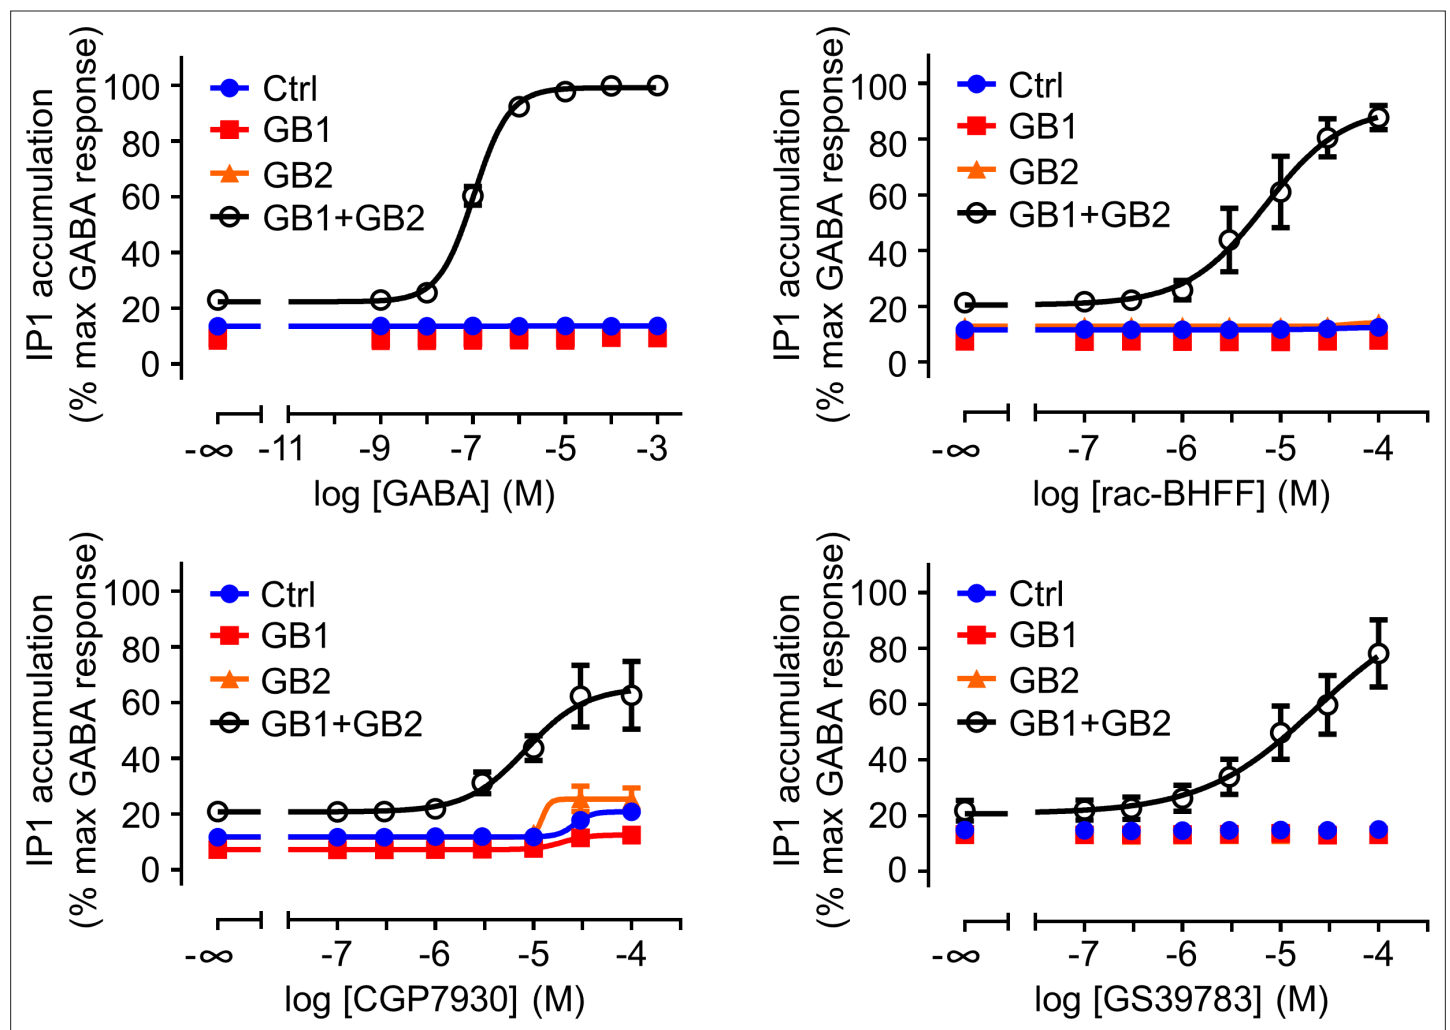 IP1 accumulation
(% max GABA response)
100
80
60
40
20
0
Ctrl
GB1
GB2
GB1+GB2
-∞ -11 -9 -7 -5 -3
log [GABA] (M)
IP1 accumulation
(% max GABA response)
100
80
60
40
20
0
Ctrl
GB1
GB2
GB1+GB2
-∞ -7 -6 -5 -4
log [rac-BHFF] (M)
IP1 accumulation
(% max GABA response)
100
80
60
40
20
0
Ctrl
GB1
GB2
GB1+GB2
-∞ -7 -6 -5 -4
log [CGP7930] (M)
IP1 accumulation
(% max GABA response)
100
80
60
40
20
0
Ctrl
GB1
GB2
GB1+GB2
-∞ -7 -6 -5 -4
log [GS39783] (M)